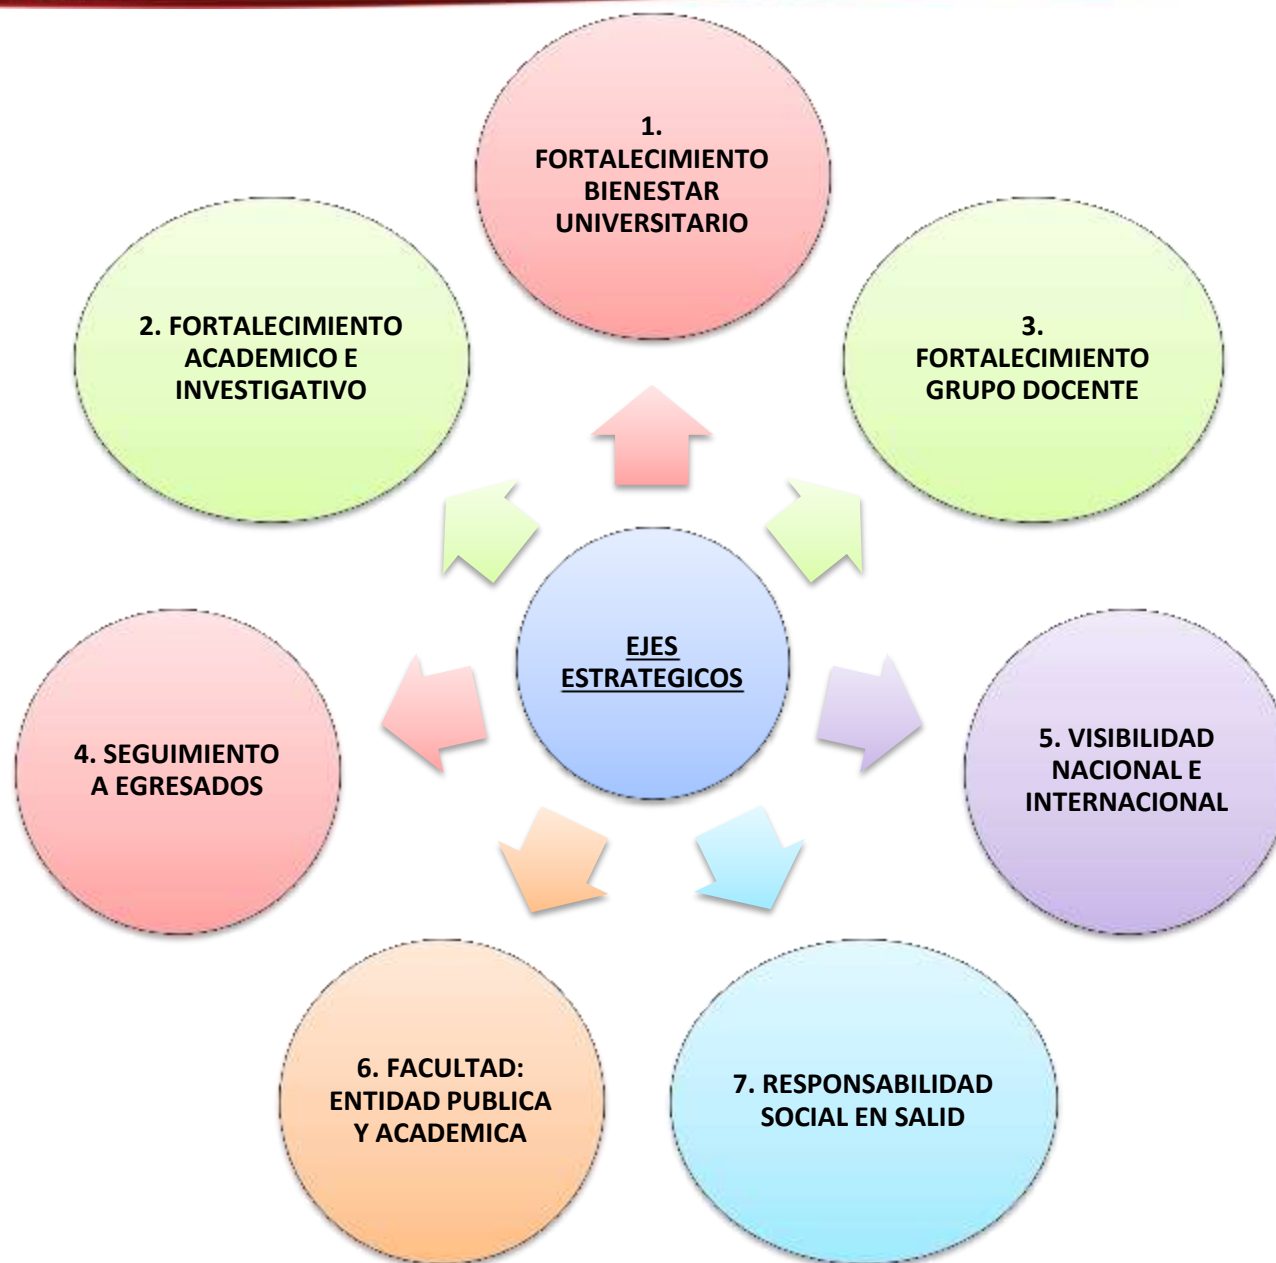 1.
FORTALECIMIENTO
BIENESTAR
UNIVERSITARIO
2. FORTALECIMIENTO
ACADEMICO E
INVESTIGATIVO
3.
FORTALECIMIENTO
GRUPO DOCENTE
EJES
ESTRATEGICOS
4. SEGUIMIENTO
A EGRESADOS
5. VISIBILIDAD
NACIONAL E
INTERNACIONAL
6. FACULTAD:
ENTIDAD PUBLICA
Y ACADEMICA
7. RESPONSABILIDAD
SOCIAL EN SALID